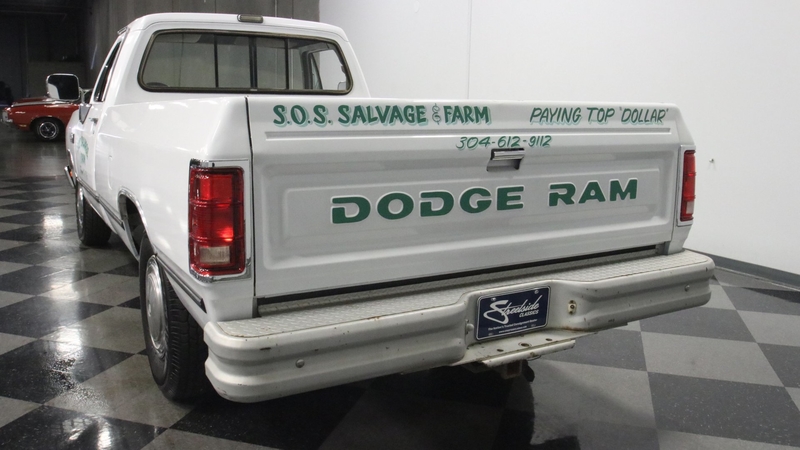 S.O.S. SALVAGE & FARM PAYING TOP "DOLLAR"
304-612-9112
DODGE RAM
Streetside
CLASSICS